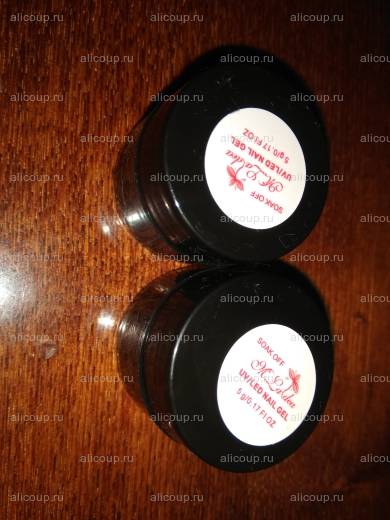 SOAK OFF
UV/LED NAIL GEL
5 g/0.17 Fl OZ
SOAK OFF
UV/LED NAIL GEL
5 g/0.17 Fl OZ
alicoup.ru